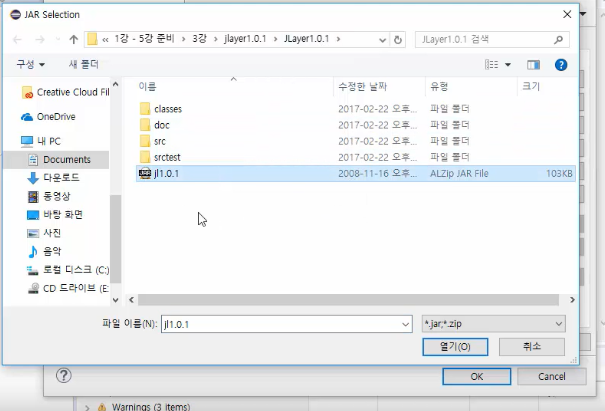 JAR Selection
« 1강 - 5강 준비 > 3강 > jlayer1.0.1 > JLayer1.0.1 >
JLayer1.0.1 검색
구성
새 폴더
이름 수정한 날짜 유형 크기
Creative Cloud Fil
OneDrive
내 PC
Documents
다운로드
동영상
바탕 화면
사진
음악
로컬 디스크 (C:)
CD 드라이브 (E:
classes 2017-02-22 오후... 파일 폴더
doc 2017-02-22 오후... 파일 폴더
src 2017-02-22 오후... 파일 폴더
srctest 2017-02-22 오후... 파일 폴더
jl1.0.1 2008-11-16 오후... ALZip JAR File 103KB
파일 이름(N): jl1.0.1
*.jar;*.zip
열기(O) 취소
OK Cancel
Warnings (3 items)